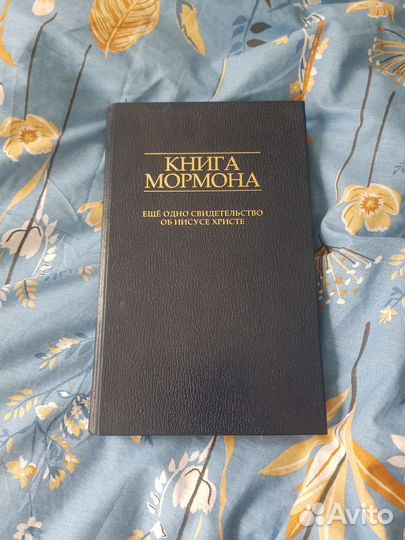 КНИГА
МОРМОНА
ЕЩЁ ОДНО СВИДЕТЕЛЬСТВО
ОБ ИИСУСЕ ХРИСТЕ
Avito